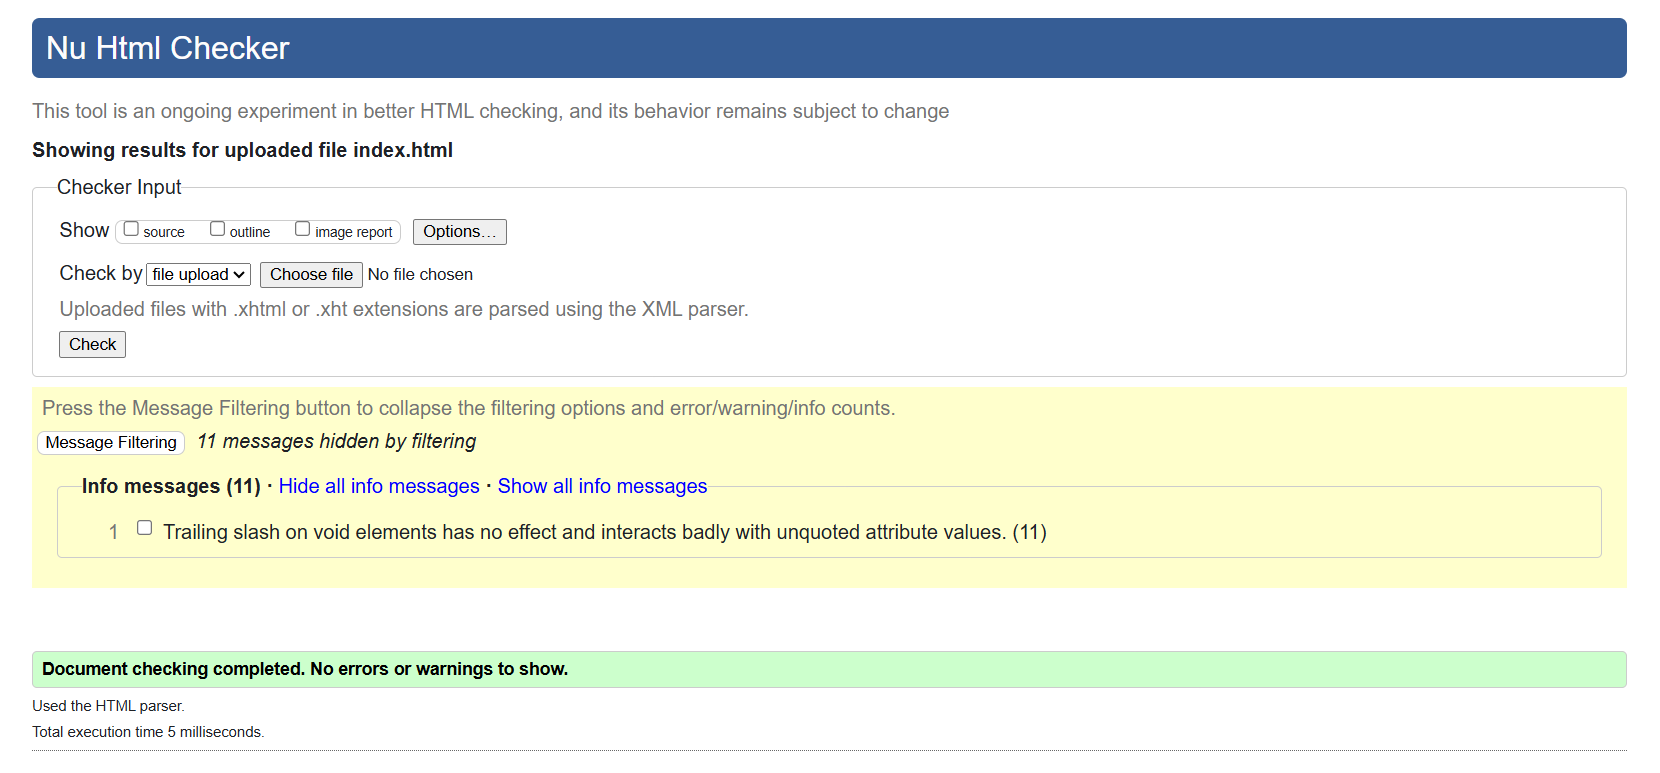 Nu Html Checker
This tool is an ongoing experiment in better HTML checking, and its behavior remains subject to change
Showing results for uploaded file index.html
Checker Input
Show source outline image report Options…
Check by file upload Choose file No file chosen
Uploaded files with .xhtml or .xht extensions are parsed using the XML parser.
Check
Press the Message Filtering button to collapse the filtering options and error/warning/info counts.
Message Filtering 11 messages hidden by filtering
Info messages (11) · Hide all info messages · Show all info messages
1 Trailing slash on void elements has no effect and interacts badly with unquoted attribute values. (11)
Document checking completed. No errors or warnings to show.
Used the HTML parser.
Total execution time 5 milliseconds.